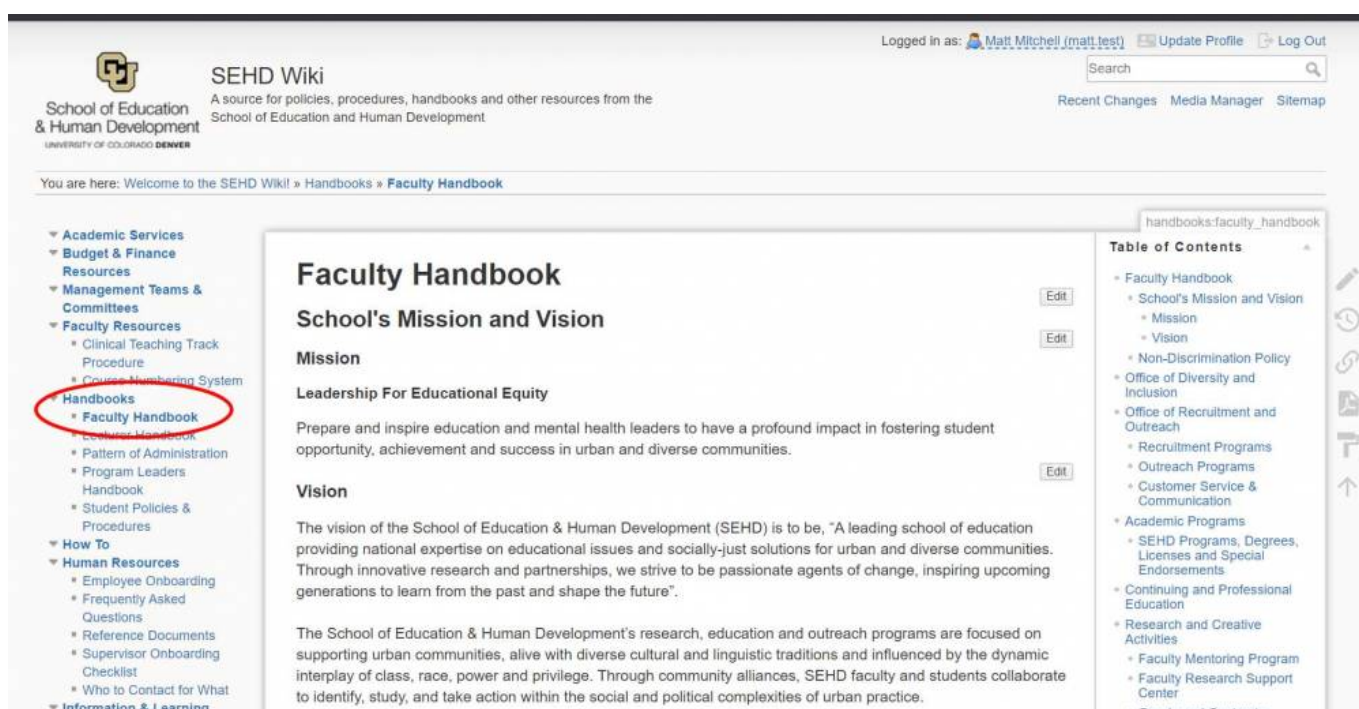 Logged in as: Matt Mitchell (matt.test) Update Profile Log Out
School of Education
& Human Development
UNIVERSITY OF COLORADO DENVER
SEHD Wiki
A source for policies, procedures, handbooks and other resources from the
School of Education and Human Development
Search
Recent Changes Media Manager Sitemap
You are here: Welcome to the SEHD Wiki! » Handbooks » Faculty Handbook
Academic Services
Budget & Finance
Resources
Management Teams &
Committees
Faculty Resources
Clinical Teaching Track
Procedure
Course Numbering System
Handbooks
Faculty Handbook
Lecturer Handbook
Pattern of Administration
Program Leaders
Handbook
Student Policies &
Procedures
How To
Human Resources
Employee Onboarding
Frequently Asked
Questions
Reference Documents
Supervisor Onboarding
Checklist
Who to Contact for What
Information & Learning
Faculty Handbook
Edit
School's Mission and Vision
Edit
Mission
Leadership For Educational Equity
Prepare and inspire education and mental health leaders to have a profound impact in fostering student
opportunity, achievement and success in urban and diverse communities.
Edit
Vision
The vision of the School of Education & Human Development (SEHD) is to be, “A leading school of education
providing national expertise on educational issues and socially-just solutions for urban and diverse communities.
Through innovative research and partnerships, we strive to be passionate agents of change, inspiring upcoming
generations to learn from the past and shape the future”.
The School of Education & Human Development’s research, education and outreach programs are focused on
supporting urban communities, alive with diverse cultural and linguistic traditions and influenced by the dynamic
interplay of class, race, power and privilege. Through community alliances, SEHD faculty and students collaborate
to identify, study, and take action within the social and political complexities of urban practice.
handbooks:faculty_handbook
Table of Contents
Faculty Handbook
School's Mission and Vision
Mission
Vision
Non-Discrimination Policy
Office of Diversity and
Inclusion
Office of Recruitment and
Outreach
Recruitment Programs
Outreach Programs
Customer Service &
Communication
Academic Programs
SEHD Programs, Degrees,
Licenses and Special
Endorsements
Continuing and Professional
Education
Research and Creative
Activities
Faculty Mentoring Program
Faculty Research Support
Center